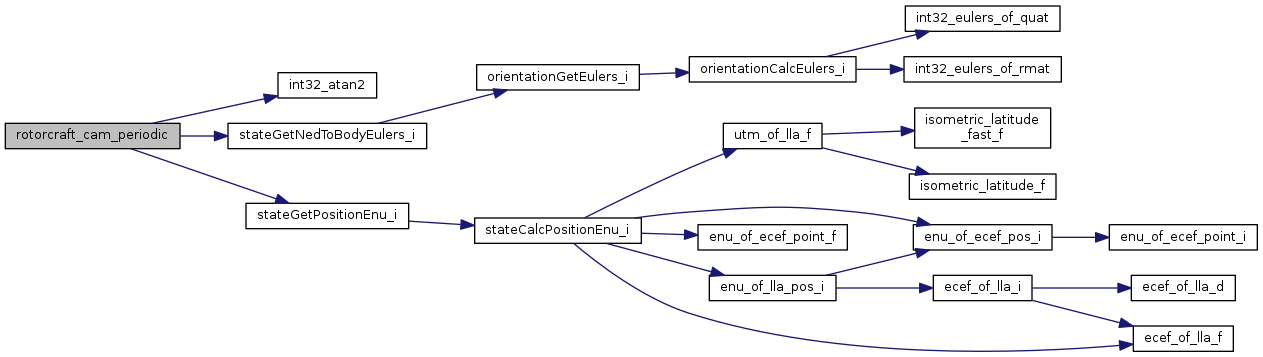 rotorcraft_cam_periodic
int32_atan2
stateGetNedToBodyEulers_i
stateGetPositionEnu_i
orientationGetEulers_i
stateCalcPositionEnu_i
orientationCalcEulers_i
utm_of_lla_f
enu_of_ecef_point_f
enu_of_lla_pos_i
int32_eulers_of_quat
int32_eulers_of_rmat
isometric_latitude
_fast_f
isometric_latitude_f
enu_of_ecef_pos_i
ecef_of_lla_i
enu_of_ecef_point_i
ecef_of_lla_d
ecef_of_lla_f